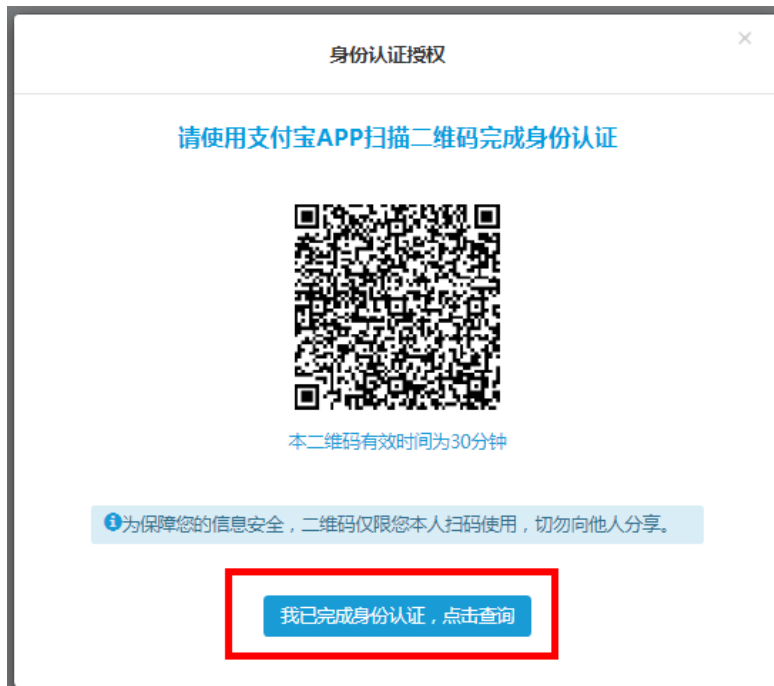 身份认证授权
×
请使用支付宝APP扫描二维码完成身份认证
本二维码有效时间为30分钟
为保障您的信息安全，二维码仅限您本人扫码使用，切勿向他人分享。
我已完成身份认证，点击查询